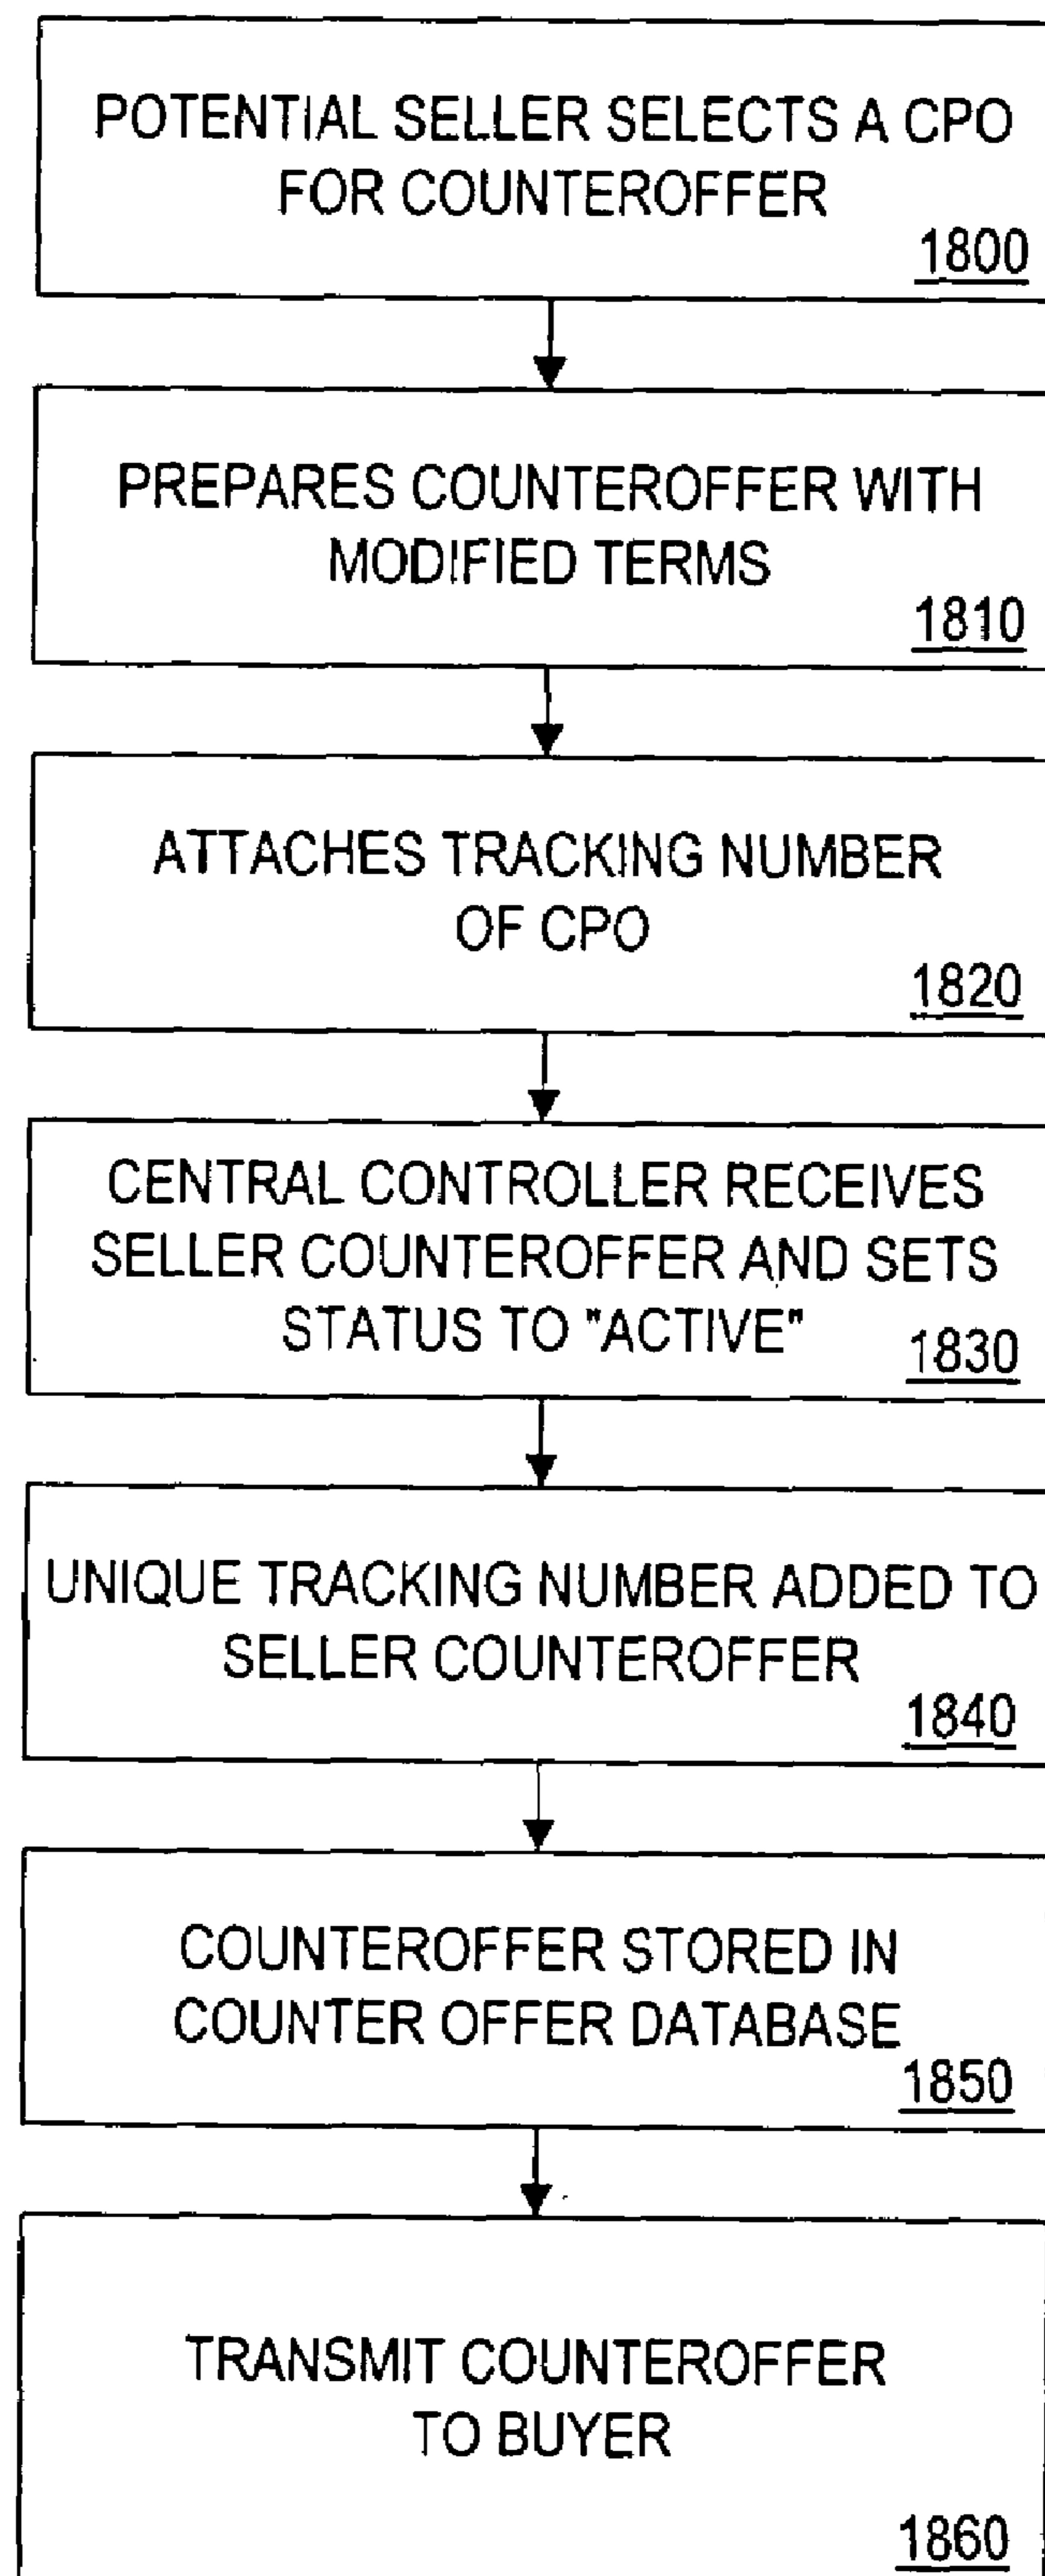 POTENTIAL SELLER SELECTS A CPO
FOR COUNTEROFFER
1800
PREPARES COUNTEROFFER WITH
MODIFIED TERMS
1810
ATTACHES TRACKING NUMBER
OF CPO
1820
CENTRAL CONTROLLER RECEIVES
SELLER COUNTEROFFER AND SETS
STATUS TO "ACTIVE"
1830
UNIQUE TRACKING NUMBER ADDED TO
SELLER COUNTEROFFER
1840
COUNTEROFFER STORED IN
COUNTER OFFER DATABASE
1850
TRANSMIT COUNTEROFFER
TO BUYER
1860